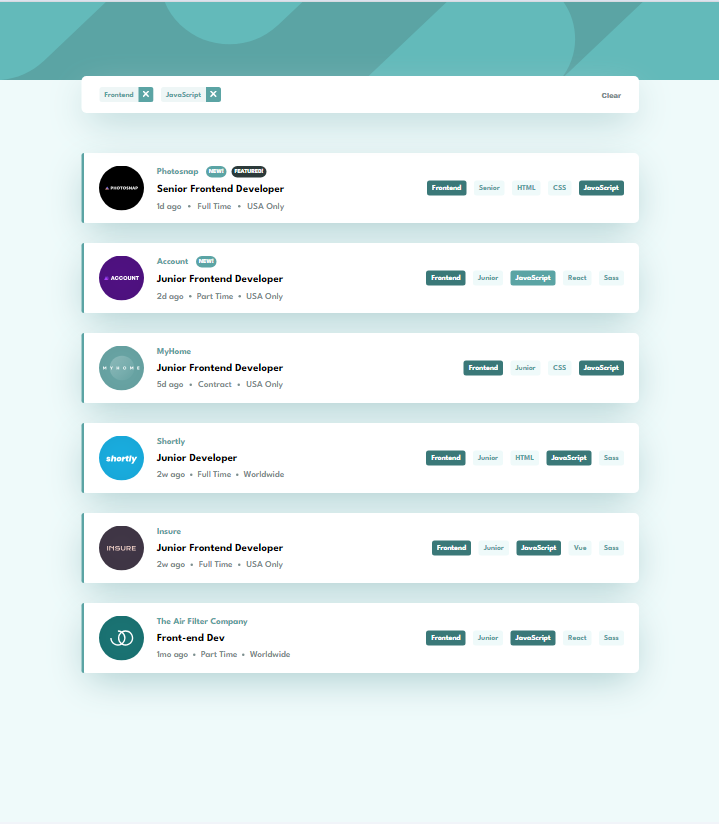 Frontend ✕ JavaScript ✕ Clear
PHOTOSNAP
Photosnap NEW! FEATURED!
Senior Frontend Developer
1d ago • Full Time • USA Only
Frontend Senior HTML CSS JavaScript
ACCOUNT
Account NEW!
Junior Frontend Developer
2d ago • Part Time • USA Only
Frontend Junior JavaScript React Sass
MYHOME
MyHome
Junior Frontend Developer
5d ago • Contract • USA Only
Frontend Junior CSS JavaScript
shortly
Shortly
Junior Developer
2w ago • Full Time • Worldwide
Frontend Junior HTML JavaScript Sass
INSURE
Insure
Junior Frontend Developer
2w ago • Full Time • USA Only
Frontend Junior JavaScript Vue Sass
The Air Filter Company
Front-end Dev
1mo ago • Part Time • Worldwide
Frontend Junior JavaScript React Sass